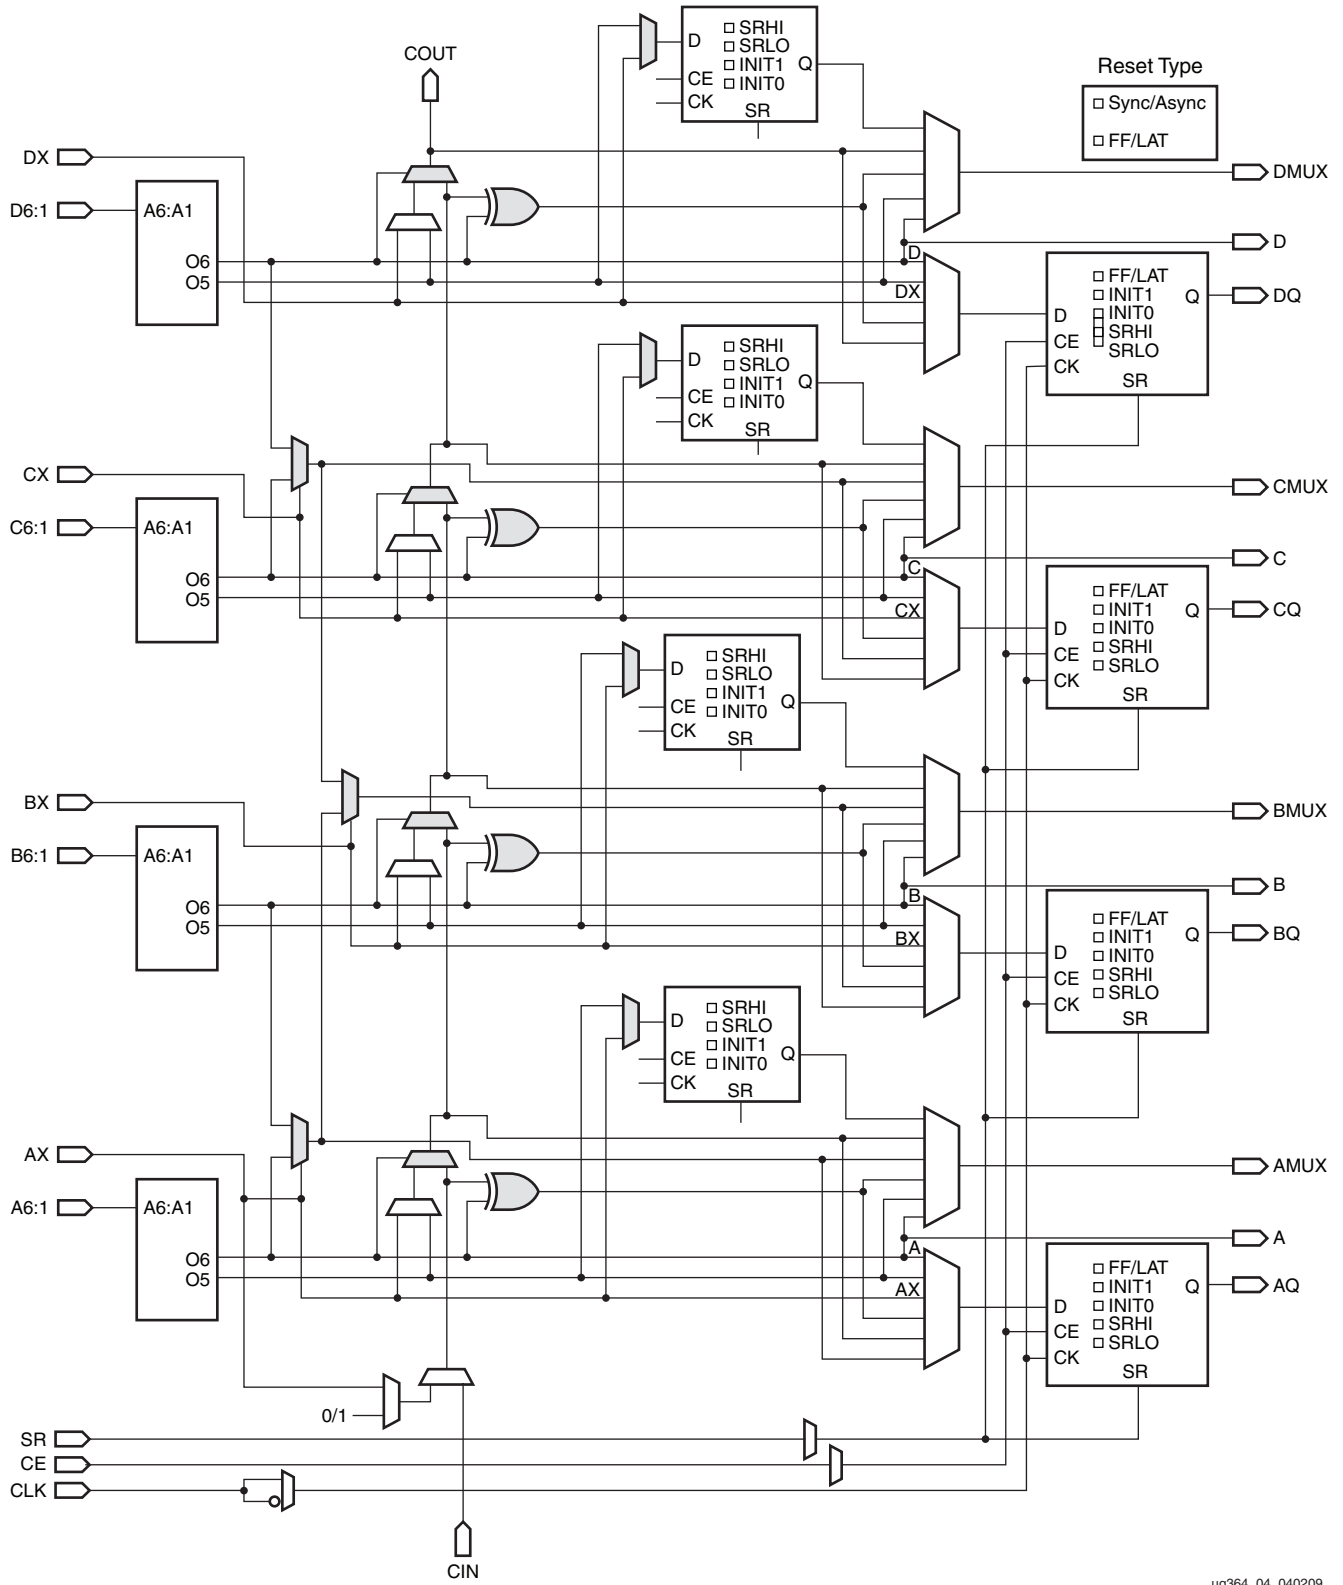 COUT
Reset Type
Sync/Async
FF/LAT
D
CE
CK
SRHI
SRLO
INIT1
INIT0
Q
SR
DX
D6:1
A6:A1
O6
O5
DMUX
D
D
DX
D
CE
CK
FF/LAT
INIT1
INIT0
SRHI
SRLO
Q
SR
DQ
D
CE
CK
SRHI
SRLO
INIT1
INIT0
Q
SR
CX
C6:1
A6:A1
O6
O5
CMUX
C
C
CX
D
CE
CK
FF/LAT
INIT1
INIT0
SRHI
SRLO
Q
SR
CQ
D
CE
CK
SRHI
SRLO
INIT1
INIT0
Q
SR
BX
B6:1
A6:A1
O6
O5
BMUX
B
B
BX
D
CE
CK
FF/LAT
INIT1
INIT0
SRHI
SRLO
Q
SR
BQ
D
CE
CK
SRHI
SRLO
INIT1
INIT0
Q
SR
AX
A6:1
A6:A1
O6
O5
AMUX
A
A
AX
D
CE
CK
FF/LAT
INIT1
INIT0
SRHI
SRLO
Q
SR
AQ
0/1
SR
CE
CLK
CIN
ug364_04_040209